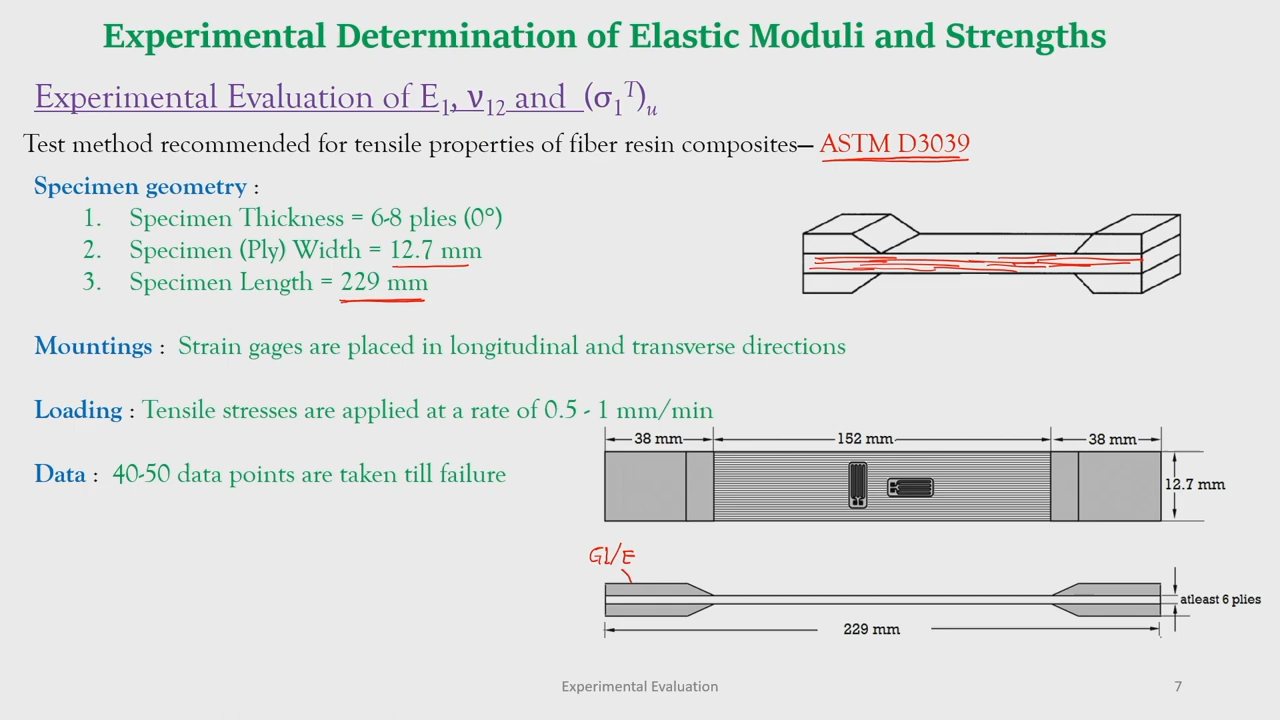 Experimental Determination of Elastic Moduli and Strengths
Experimental Evaluation of E₁, ν₁₂ and (σ₁ᵀ)ᵤ
Test method recommended for tensile properties of fiber resin composites– ASTM D3039
Specimen geometry :
1. Specimen Thickness = 6-8 plies (0°)
2. Specimen (Ply) Width = 12.7 mm
3. Specimen Length = 229 mm
Mountings : Strain gages are placed in longitudinal and transverse directions
Loading : Tensile stresses are applied at a rate of 0.5 - 1 mm/min
38 mm 152 mm 38 mm
Data : 40-50 data points are taken till failure
12.7 mm
Gl/E
atleast 6 plies
229 mm
Experimental Evaluation 7